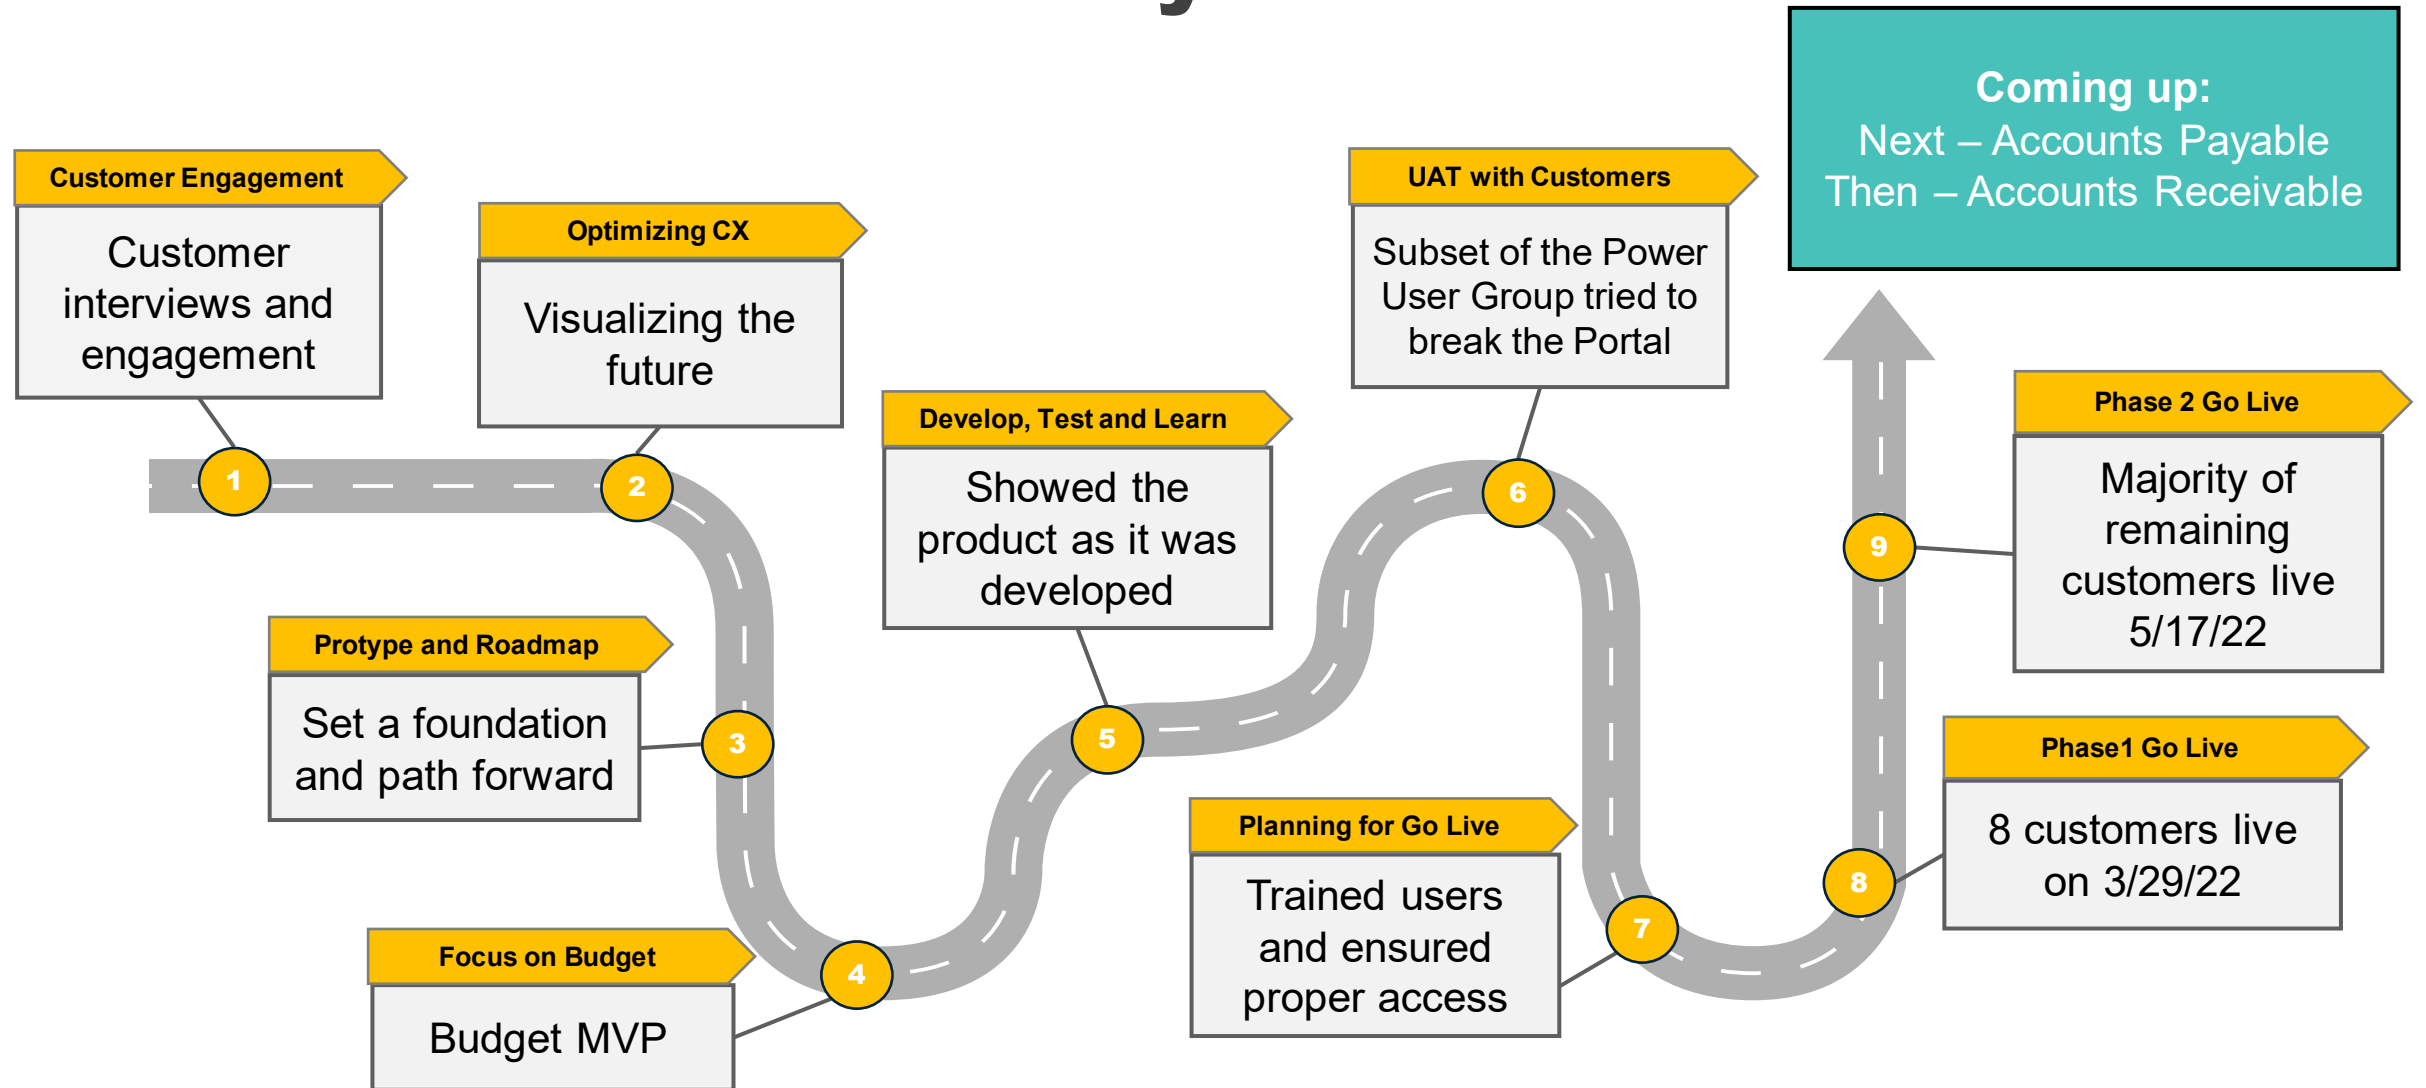 Coming up:
Next – Accounts Payable
Then – Accounts Receivable
Customer Engagement
Customer
interviews and
engagement
1
Optimizing CX
Visualizing the
future
2
Protype and Roadmap
Set a foundation
and path forward
3
Focus on Budget
Budget MVP
4
Develop, Test and Learn
Showed the
product as it was
developed
5
UAT with Customers
Subset of the Power
User Group tried to
break the Portal
6
Planning for Go Live
Trained users
and ensured
proper access
7
Phase1 Go Live
8 customers live
on 3/29/22
8
Phase 2 Go Live
Majority of
remaining
customers live
5/17/22
9